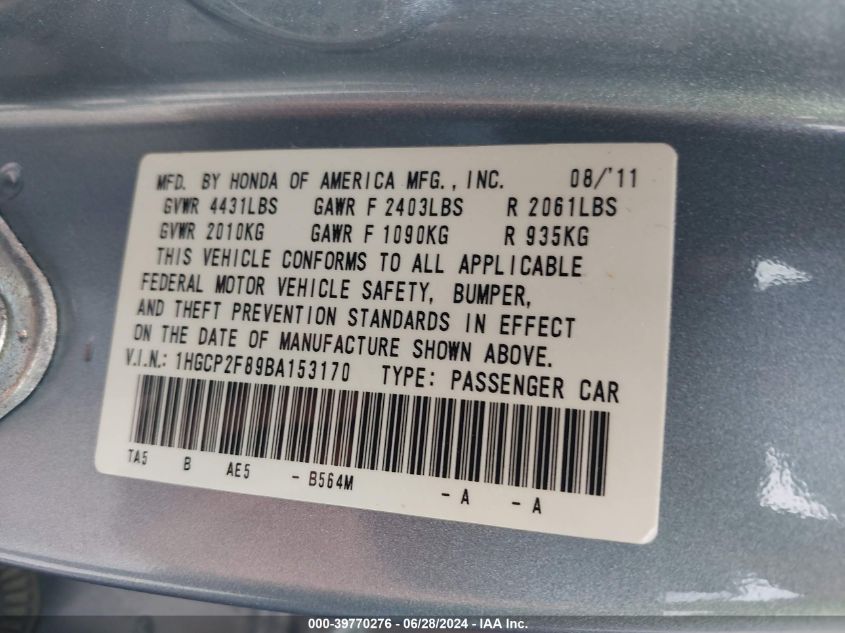 MFD. BY HONDA OF AMERICA MFG., INC. 08/'11
GVWR 4431LBS GAWR F 2403LBS R 2061LBS
GVWR 2010KG GAWR F 1090KG R 935KG
THIS VEHICLE CONFORMS TO ALL APPLICABLE
FEDERAL MOTOR VEHICLE SAFETY, BUMPER,
AND THEFT PREVENTION STANDARDS IN EFFECT
ON THE DATE OF MANUFACTURE SHOWN ABOVE.
V.I.N.: 1HGCP2F89BA153170 TYPE: PASSENGER CAR
TA5 B AE5 - B564M - A - A
000-39770276 - 06/28/2024 - IAA Inc.